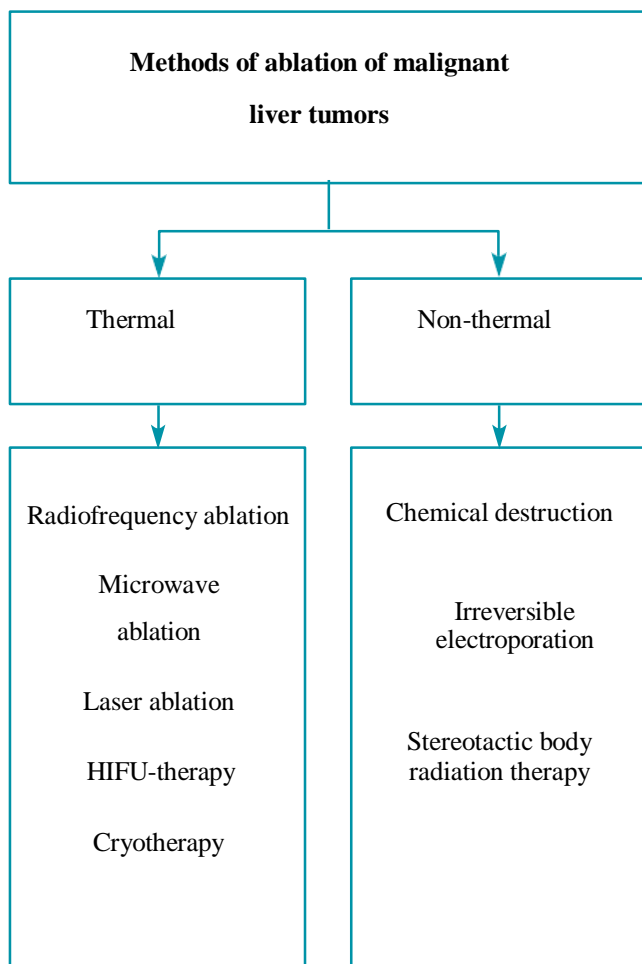 Methods of ablation of malignant
liver tumors
Thermal
Non-thermal
Radiofrequency ablation
Microwave
ablation
Laser ablation
HIFU-therapy
Cryotherapy
Chemical destruction
Irreversible
electroporation
Stereotactic body
radiation therapy